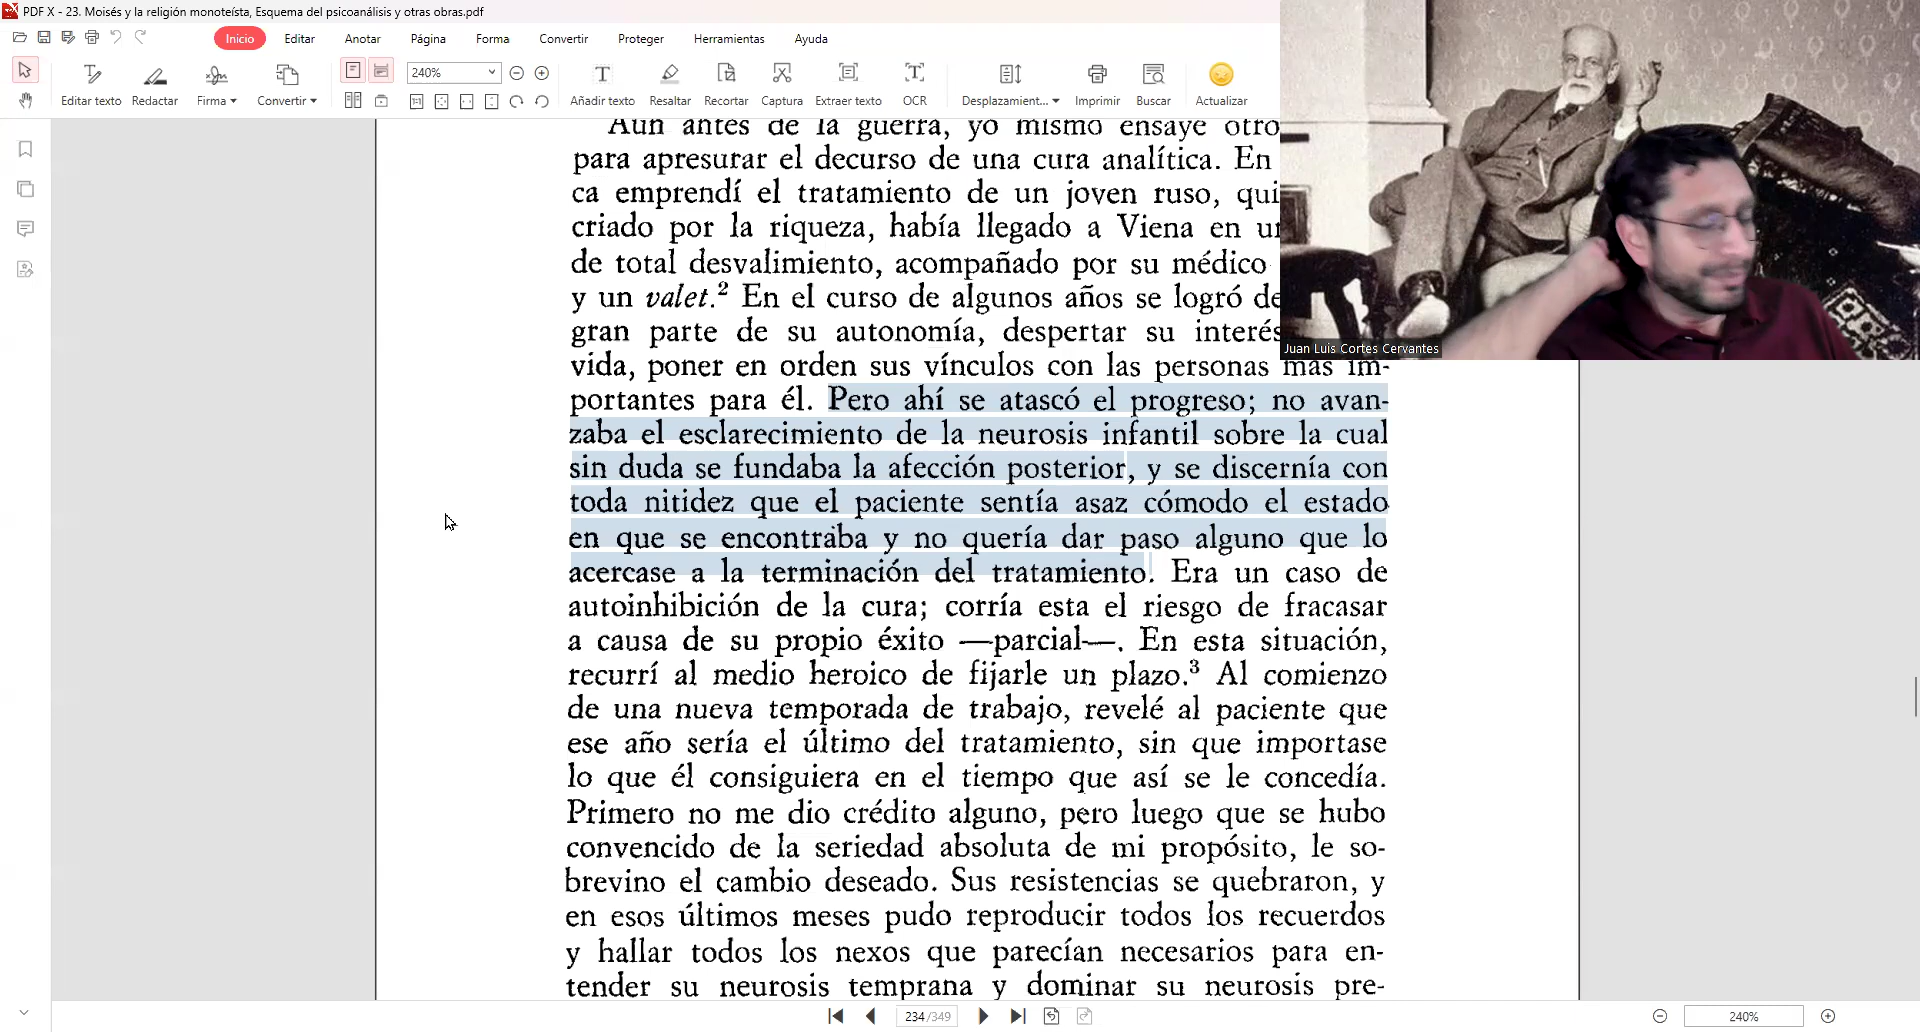 PDF X - 23. Moisés y la religión monoteísta, Esquema del psicoanálisis y otras obras.pdf
Inicio Editar Anotar Página Forma Convertir Proteger Herramientas Ayuda
240%
Editar texto Redactar Firma Convertir Añadir texto Resaltar Recortar Captura Extraer texto OCR Desplazamient... Imprimir Buscar Actualizar
Aun antes de la guerra, yo mismo ensayé otro
para apresurar el decurso de una cura analítica. En
ca emprendí el tratamiento de un joven ruso, qui
criado por la riqueza, había llegado a Viena en un
de total desvalimiento, acompañado por su médico
y un valet.² En el curso de algunos años se logró de
gran parte de su autonomía, despertar su interés
vida, poner en orden sus vínculos con las personas más im-
portantes para él. Pero ahí se atascó el progreso; no avan-
zaba el esclarecimiento de la neurosis infantil sobre la cual
sin duda se fundaba la afección posterior, y se discernía con
toda nitidez que el paciente sentía asaz cómodo el estado
en que se encontraba y no quería dar paso alguno que lo
acercase a la terminación del tratamiento. Era un caso de
autoinhibición de la cura; corría esta el riesgo de fracasar
a causa de su propio éxito —parcial—. En esta situación,
recurrí al medio heroico de fijarle un plazo.³ Al comienzo
de una nueva temporada de trabajo, revelé al paciente que
ese año sería el último del tratamiento, sin que importase
lo que él consiguiera en el tiempo que así se le concedía.
Primero no me dio crédito alguno, pero luego que se hubo
convencido de la seriedad absoluta de mi propósito, le so-
brevino el cambio deseado. Sus resistencias se quebraron, y
en esos últimos meses pudo reproducir todos los recuerdos
y hallar todos los nexos que parecían necesarios para en-
tender su neurosis temprana y dominar su neurosis pre-
Juan Luis Cortes Cervantes
234/349
240%